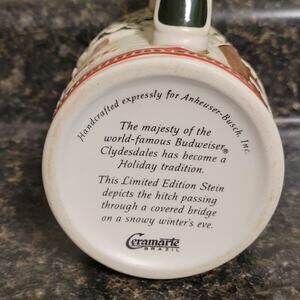 Handcrafted expressly for Anheuser-Busch, Inc.
The majesty of the
world-famous Budweiser®
Clydesdales has become a
Holiday tradition.
This Limited Edition Stein
depicts the hitch passing
through a covered bridge
on a snowy winter's eve.
Ceramarte
BRAZIL